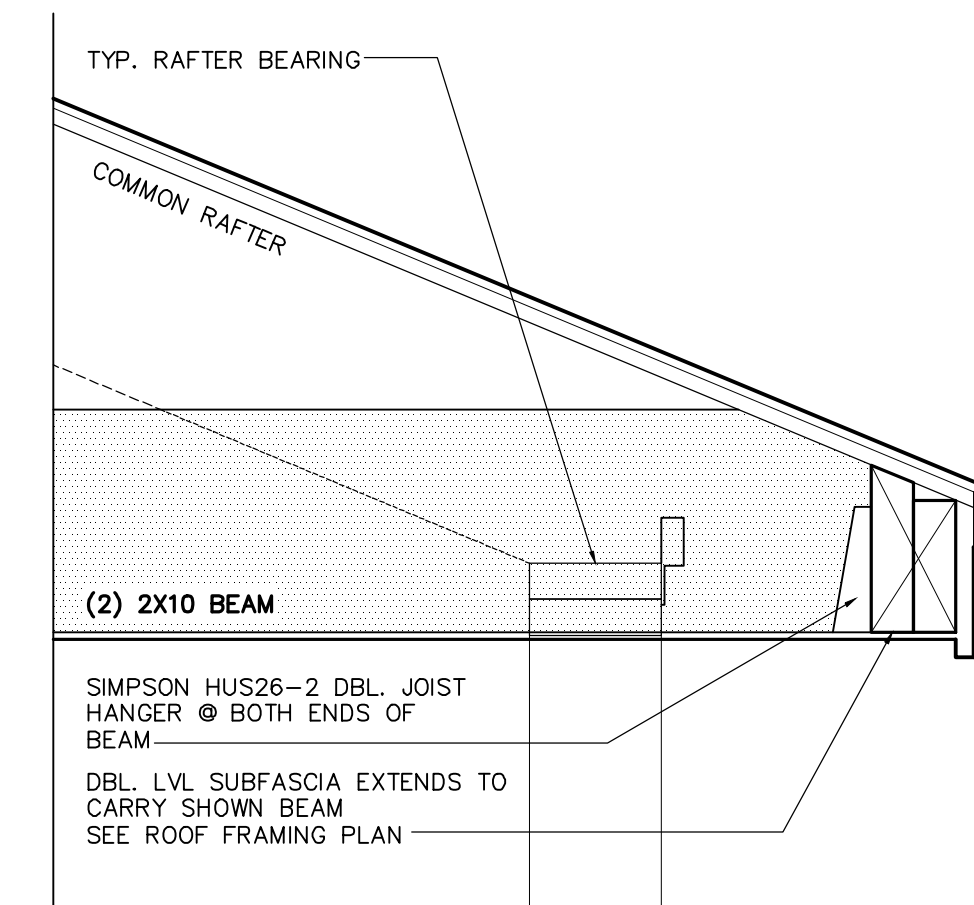 TYP. RAFTER BEARING
COMMON RAFTER
(2) 2X10 BEAM
SIMPSON HUS26-2 DBL. JOIST
HANGER @ BOTH ENDS OF
BEAM
DBL. LVL SUBFASCIA EXTENDS TO
CARRY SHOWN BEAM
SEE ROOF FRAMING PLAN